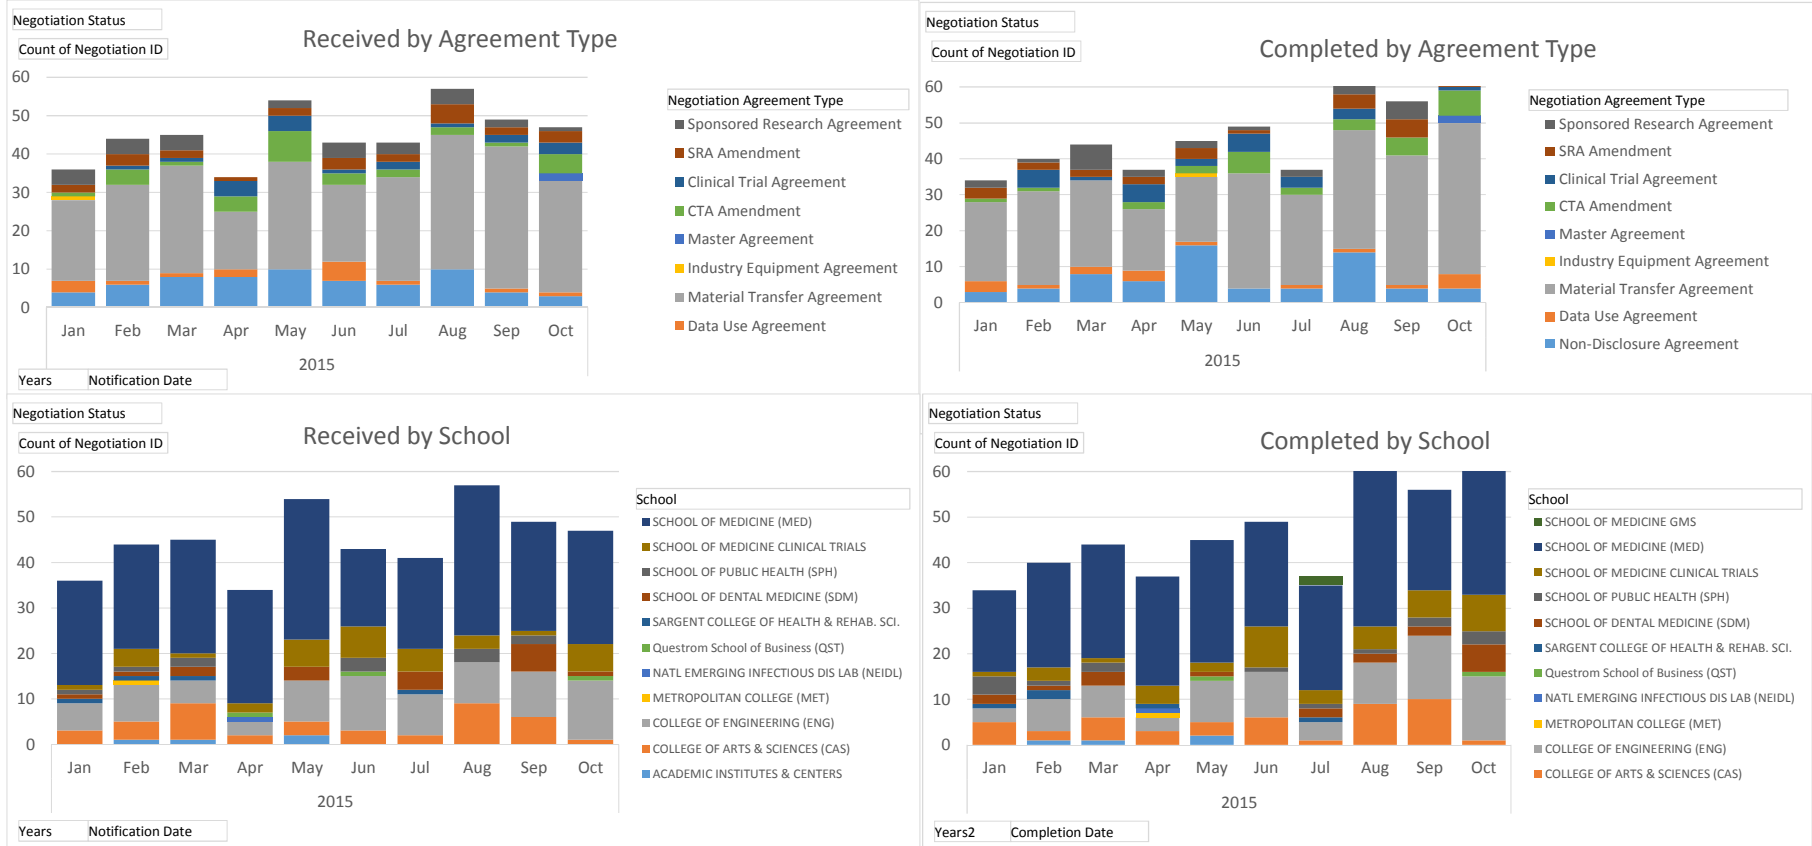 Negotiation Status
Count of Negotiation ID
Received by Agreement Type
60
50
40
30
20
10
0
Jan Feb Mar Apr May Jun Jul Aug Sep Oct
2015
Years Notification Date
Negotiation Agreement Type
Sponsored Research Agreement
SRA Amendment
Clinical Trial Agreement
CTA Amendment
Master Agreement
Industry Equipment Agreement
Material Transfer Agreement
Data Use Agreement
Negotiation Status
Count of Negotiation ID
Completed by Agreement Type
60
50
40
30
20
10
0
Jan Feb Mar Apr May Jun Jul Aug Sep Oct
2015
Negotiation Agreement Type
Sponsored Research Agreement
SRA Amendment
Clinical Trial Agreement
CTA Amendment
Master Agreement
Industry Equipment Agreement
Material Transfer Agreement
Data Use Agreement
Non-Disclosure Agreement
Negotiation Status
Count of Negotiation ID
Received by School
60
50
40
30
20
10
0
Jan Feb Mar Apr May Jun Jul Aug Sep Oct
2015
Years Notification Date
School
SCHOOL OF MEDICINE (MED)
SCHOOL OF MEDICINE CLINICAL TRIALS
SCHOOL OF PUBLIC HEALTH (SPH)
SCHOOL OF DENTAL MEDICINE (SDM)
SARGENT COLLEGE OF HEALTH & REHAB. SCI.
Questrom School of Business (QST)
NATL EMERGING INFECTIOUS DIS LAB (NEIDL)
METROPOLITAN COLLEGE (MET)
COLLEGE OF ENGINEERING (ENG)
COLLEGE OF ARTS & SCIENCES (CAS)
ACADEMIC INSTITUTES & CENTERS
Negotiation Status
Count of Negotiation ID
Completed by School
60
50
40
30
20
10
0
Jan Feb Mar Apr May Jun Jul Aug Sep Oct
2015
Years2 Completion Date
School
SCHOOL OF MEDICINE GMS
SCHOOL OF MEDICINE (MED)
SCHOOL OF MEDICINE CLINICAL TRIALS
SCHOOL OF PUBLIC HEALTH (SPH)
SCHOOL OF DENTAL MEDICINE (SDM)
SARGENT COLLEGE OF HEALTH & REHAB. SCI.
Questrom School of Business (QST)
NATL EMERGING INFECTIOUS DIS LAB (NEIDL)
METROPOLITAN COLLEGE (MET)
COLLEGE OF ENGINEERING (ENG)
COLLEGE OF ARTS & SCIENCES (CAS)